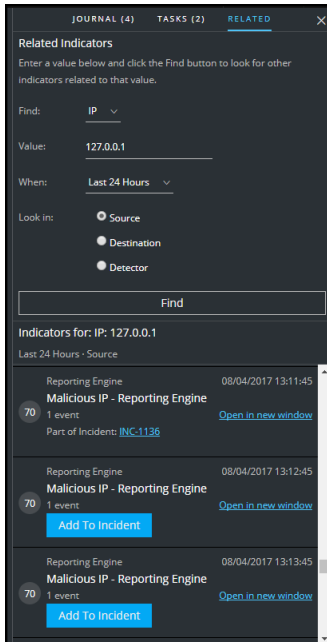 JOURNAL (4) TASKS (2) RELATED
Related Indicators
Enter a value below and click the Find button to look for other
indicators related to that value.
Find: IP
Value: 127.0.0.1
When: Last 24 Hours
Look in: Source
Destination
Detector
Find
Indicators for: IP: 127.0.0.1
Last 24 Hours · Source
Reporting Engine 08/04/2017 13:11:45
Malicious IP - Reporting Engine
70 1 event Open in new window
Part of Incident: INC-1136
Reporting Engine 08/04/2017 13:12:45
Malicious IP - Reporting Engine
70 1 event Open in new window
Add To Incident
Reporting Engine 08/04/2017 13:13:45
Malicious IP - Reporting Engine
70 1 event Open in new window
Add To Incident